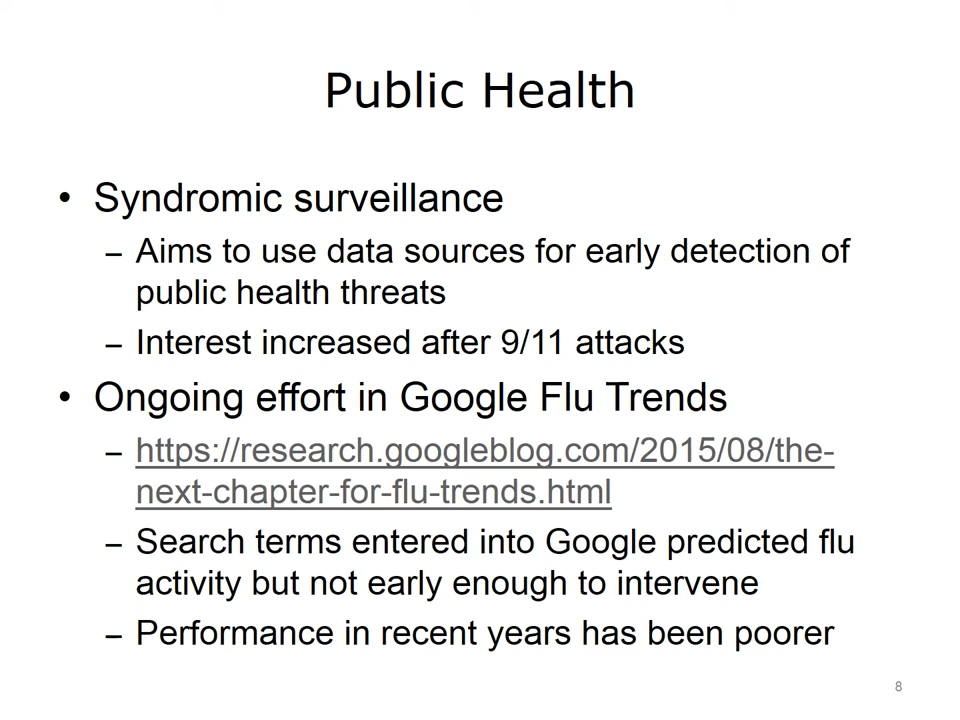 Public Health
• Syndromic surveillance
– Aims to use data sources for early detection of
public health threats
– Interest increased after 9/11 attacks
• Ongoing effort in Google Flu Trends
– https://research.googleblog.com/2015/08/the-
next-chapter-for-flu-trends.html
– Search terms entered into Google predicted flu
activity but not early enough to intervene
– Performance in recent years has been poorer
8